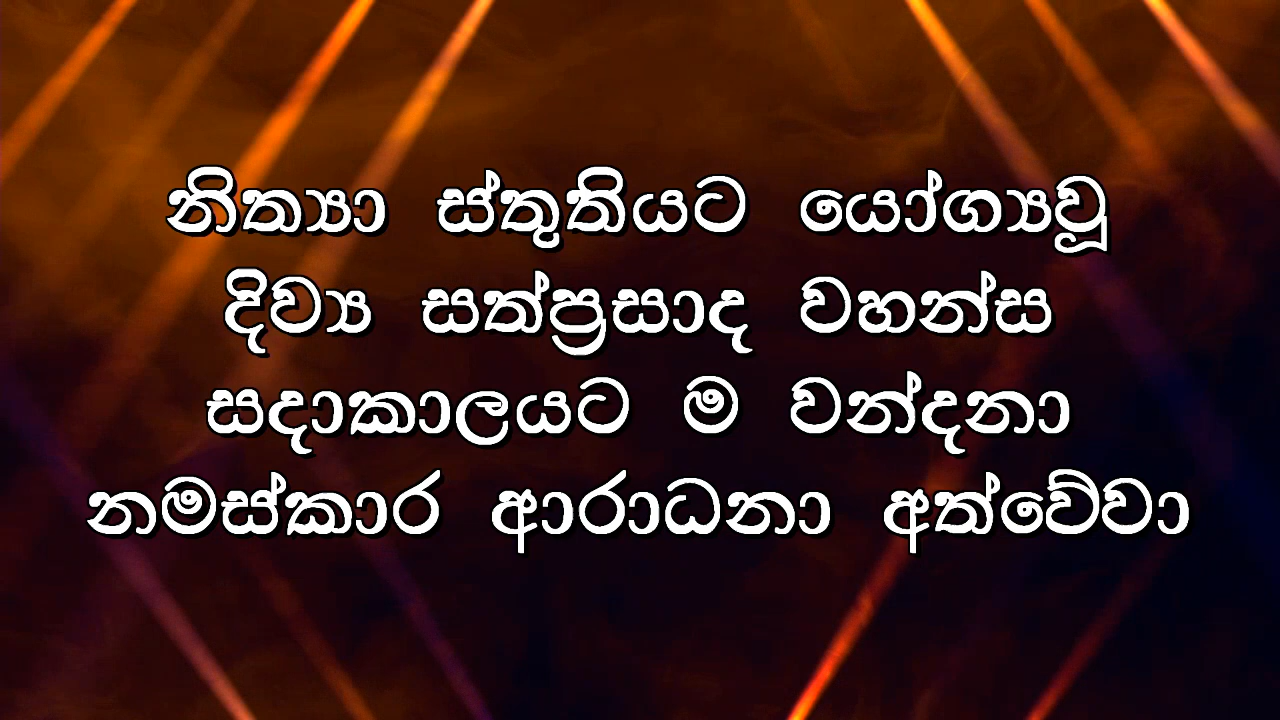 නිත්‍යා ස්තුතියට යෝග්‍යවූ
දිව්‍ය සත්ප්‍රසාද වහන්ස
සදාකාලයට ම වන්දනා
නමස්කාර ආරාධනා අත්වේවා